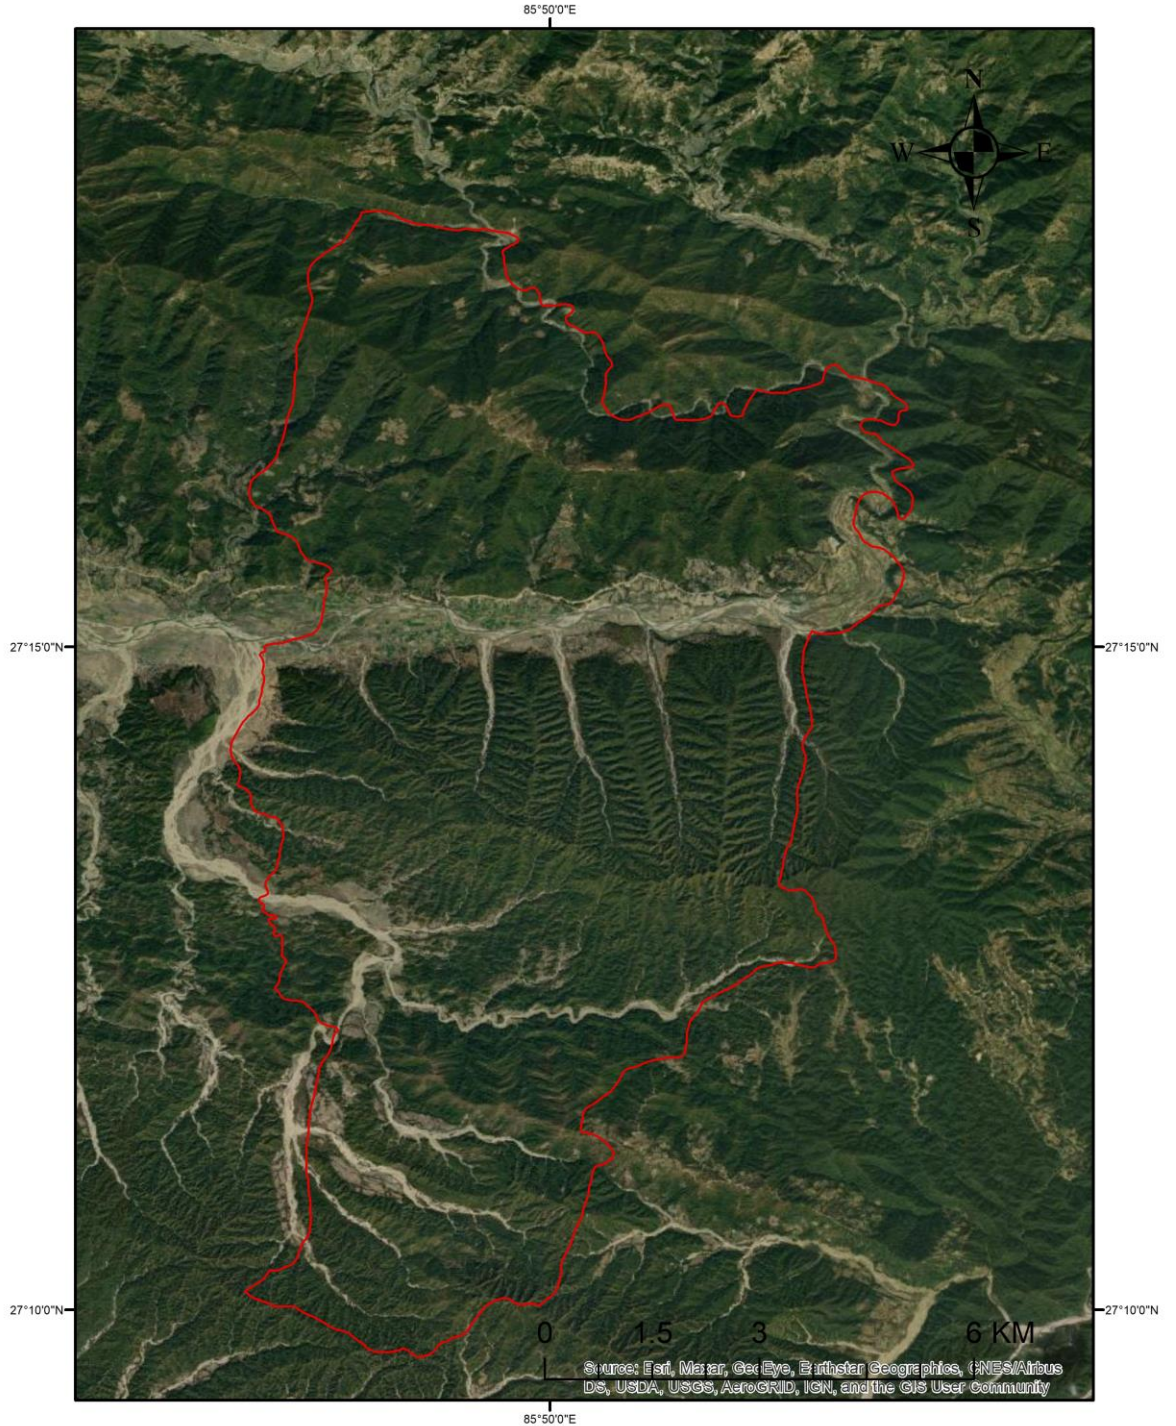 85°50'0"E
N
W E
S
27°15'0"N 27°15'0"N
27°10'0"N 27°10'0"N
0 1.5 3 6 KM
Source: Esri, Maxar, GeoEye, Earthstar Geographics, CNES/Airbus
DS, USDA, USGS, AeroGRID, IGN, and the GIS User Community
85°50'0"E